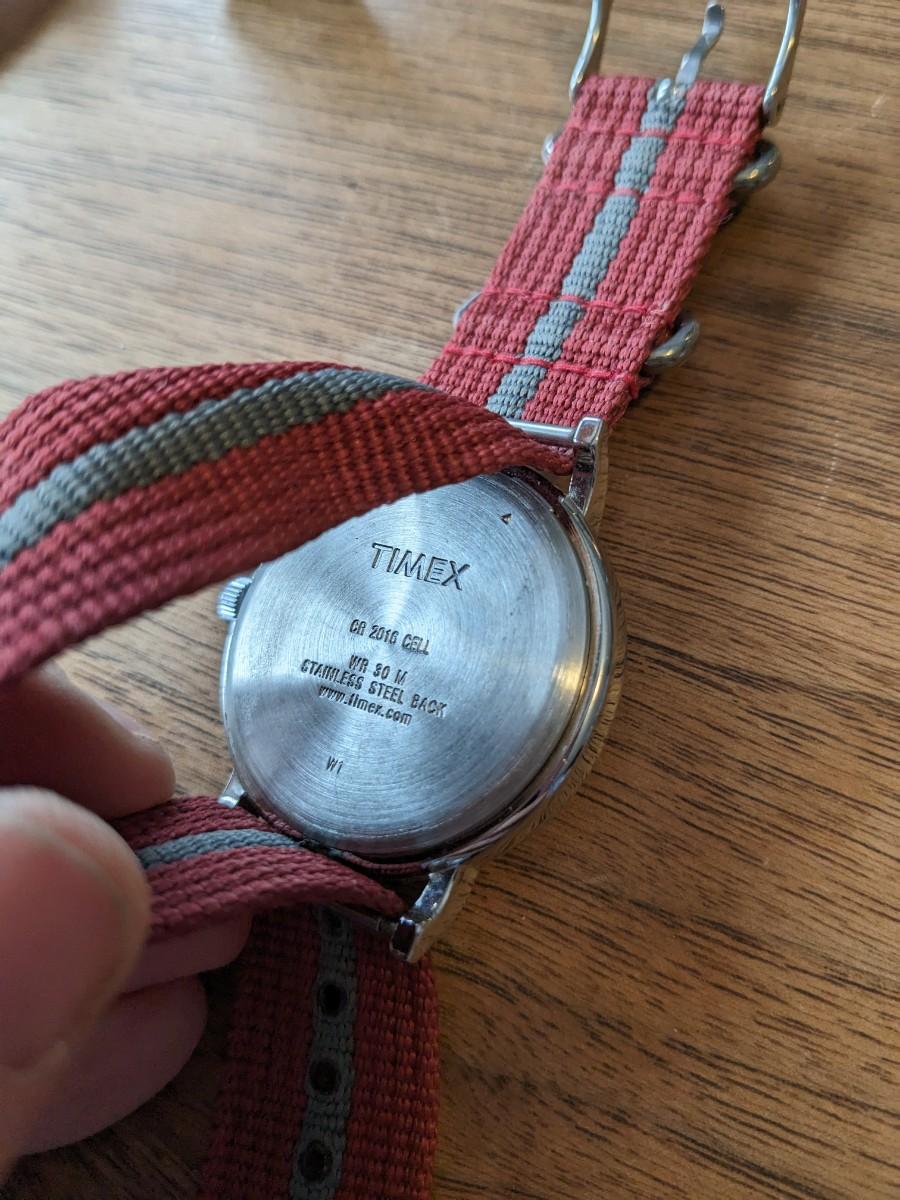 TIMEX
CR 2016 CELL
WR 30 M
STAINLESS STEEL BACK
www.timex.com
W1